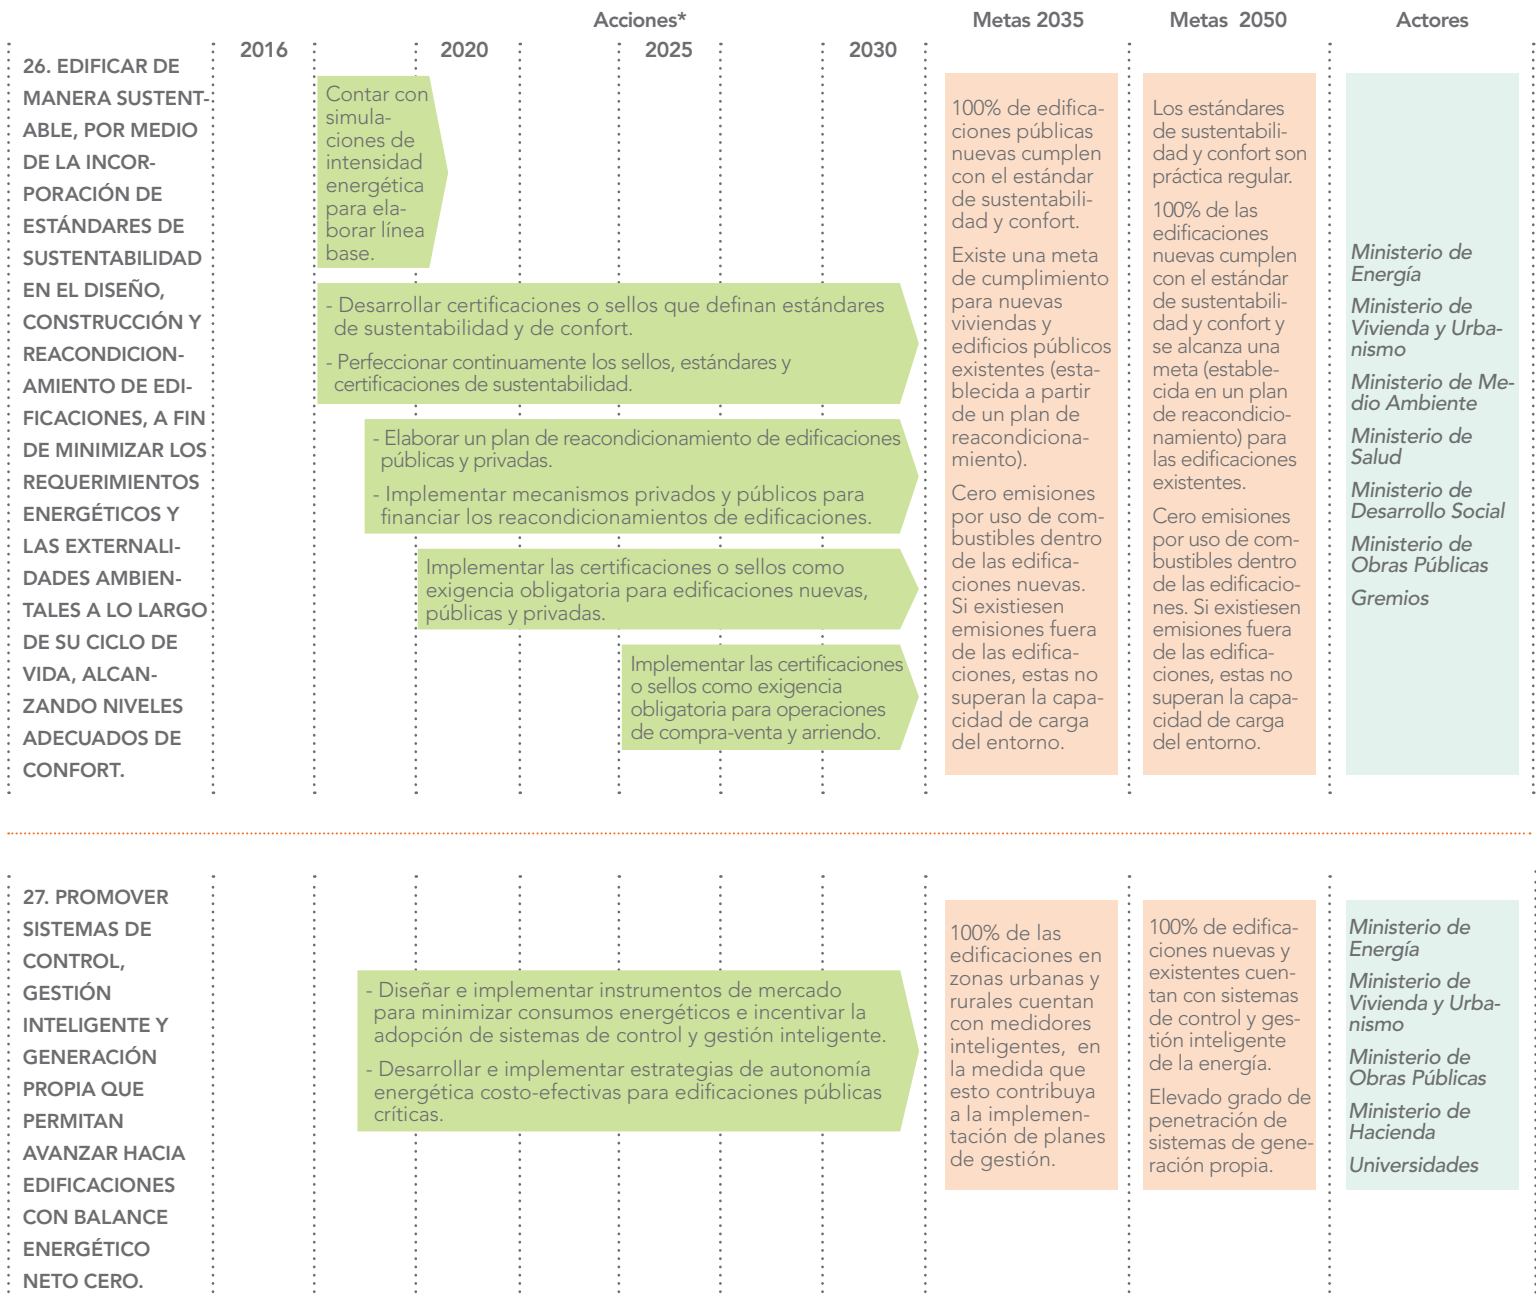 Acciones*
Metas 2035
Metas 2050
Actores
2016
2020
2025
2030
26. EDIFICAR DE
MANERA SUSTENT-
ABLE, POR MEDIO
DE LA INCOR-
PORACIÓN DE
ESTÁNDARES DE
SUSTENTABILIDAD
EN EL DISEÑO,
CONSTRUCCIÓN Y
REACONDICION-
AMIENTO DE EDI-
FICACIONES, A FIN
DE MINIMIZAR LOS
REQUERIMIENTOS
ENERGÉTICOS Y
LAS EXTERNALI-
DADES AMBIEN-
TALES A LO LARGO
DE SU CICLO DE
VIDA, ALCAN-
ZANDO NIVELES
ADECUADOS DE
CONFORT.
Contar con
simula-
ciones de
intensidad
energética
para ela-
borar línea
base.
- Desarrollar certificaciones o sellos que definan estándares
de sustentabilidad y de confort.
- Perfeccionar continuamente los sellos, estándares y
certificaciones de sustentabilidad.
- Elaborar un plan de reacondicionamiento de edificaciones
públicas y privadas.
- Implementar mecanismos privados y públicos para
financiar los reacondicionamientos de edificaciones.
Implementar las certificaciones o sellos como
exigencia obligatoria para edificaciones nuevas,
públicas y privadas.
Implementar las certificaciones
o sellos como exigencia
obligatoria para operaciones
de compra-venta y arriendo.
100% de edifica-
ciones públicas
nuevas cumplen
con el estándar
de sustentabili-
dad y confort.
Existe una meta
de cumplimiento
para nuevas
viviendas y
edificios públicos
existentes (esta-
blecida a partir
de un plan de
reacondiciona-
miento).
Cero emisiones
por uso de com-
bustibles dentro
de las edifica-
ciones nuevas.
Si existiesen
emisiones fuera
de las edifica-
ciones, estas no
superan la capa-
cidad de carga
del entorno.
Los estándares
de sustentabili-
dad y confort son
práctica regular.
100% de las
edificaciones
nuevas cumplen
con el estándar
de sustentabili-
dad y confort y
se alcanza una
meta (estable-
cida en un plan
de reacondicio-
namiento) para
las edificaciones
existentes.
Cero emisiones
por uso de com-
bustibles dentro
de las edificacio-
nes. Si existiesen
emisiones fuera
de las edifica-
ciones, estas no
superan la capa-
cidad de carga
del entorno.
Ministerio de
Energía
Ministerio de
Vivienda y Urba-
nismo
Ministerio de Me-
dio Ambiente
Ministerio de
Salud
Ministerio de
Desarrollo Social
Ministerio de
Obras Públicas
Gremios
27. PROMOVER
SISTEMAS DE
CONTROL,
GESTIÓN
INTELIGENTE Y
GENERACIÓN
PROPIA QUE
PERMITAN
AVANZAR HACIA
EDIFICACIONES
CON BALANCE
ENERGÉTICO
NETO CERO.
- Diseñar e implementar instrumentos de mercado
para minimizar consumos energéticos e incentivar la
adopción de sistemas de control y gestión inteligente.
- Desarrollar e implementar estrategias de autonomía
energética costo-efectivas para edificaciones públicas
críticas.
100% de las
edificaciones en
zonas urbanas y
rurales cuentan
con medidores
inteligentes, en
la medida que
esto contribuya
a la implemen-
tación de planes
de gestión.
100% de edifica-
ciones nuevas y
existentes cuen-
tan con sistemas
de control y ges-
tión inteligente
de la energía.
Elevado grado de
penetración de
sistemas de gene-
ración propia.
Ministerio de
Energía
Ministerio de
Vivienda y Urba-
nismo
Ministerio de
Obras Públicas
Ministerio de
Hacienda
Universidades